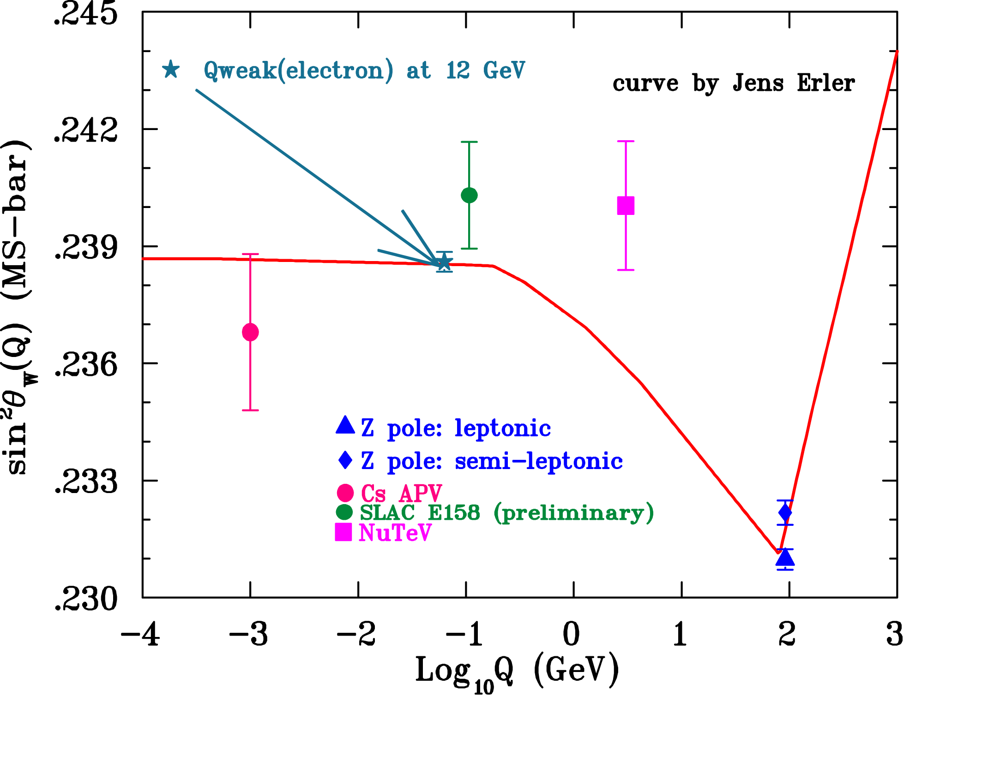 .245
Qweak(electron) at 12 GeV
curve by Jens Erler
.242
.239
.236
.233
.230
sin²θ_W(Q) (MS-bar)
Z pole: leptonic
Z pole: semi-leptonic
Cs APV
SLAC E158 (preliminary)
NuTeV
-4 -3 -2 -1 0 1 2 3
Log₁₀Q (GeV)